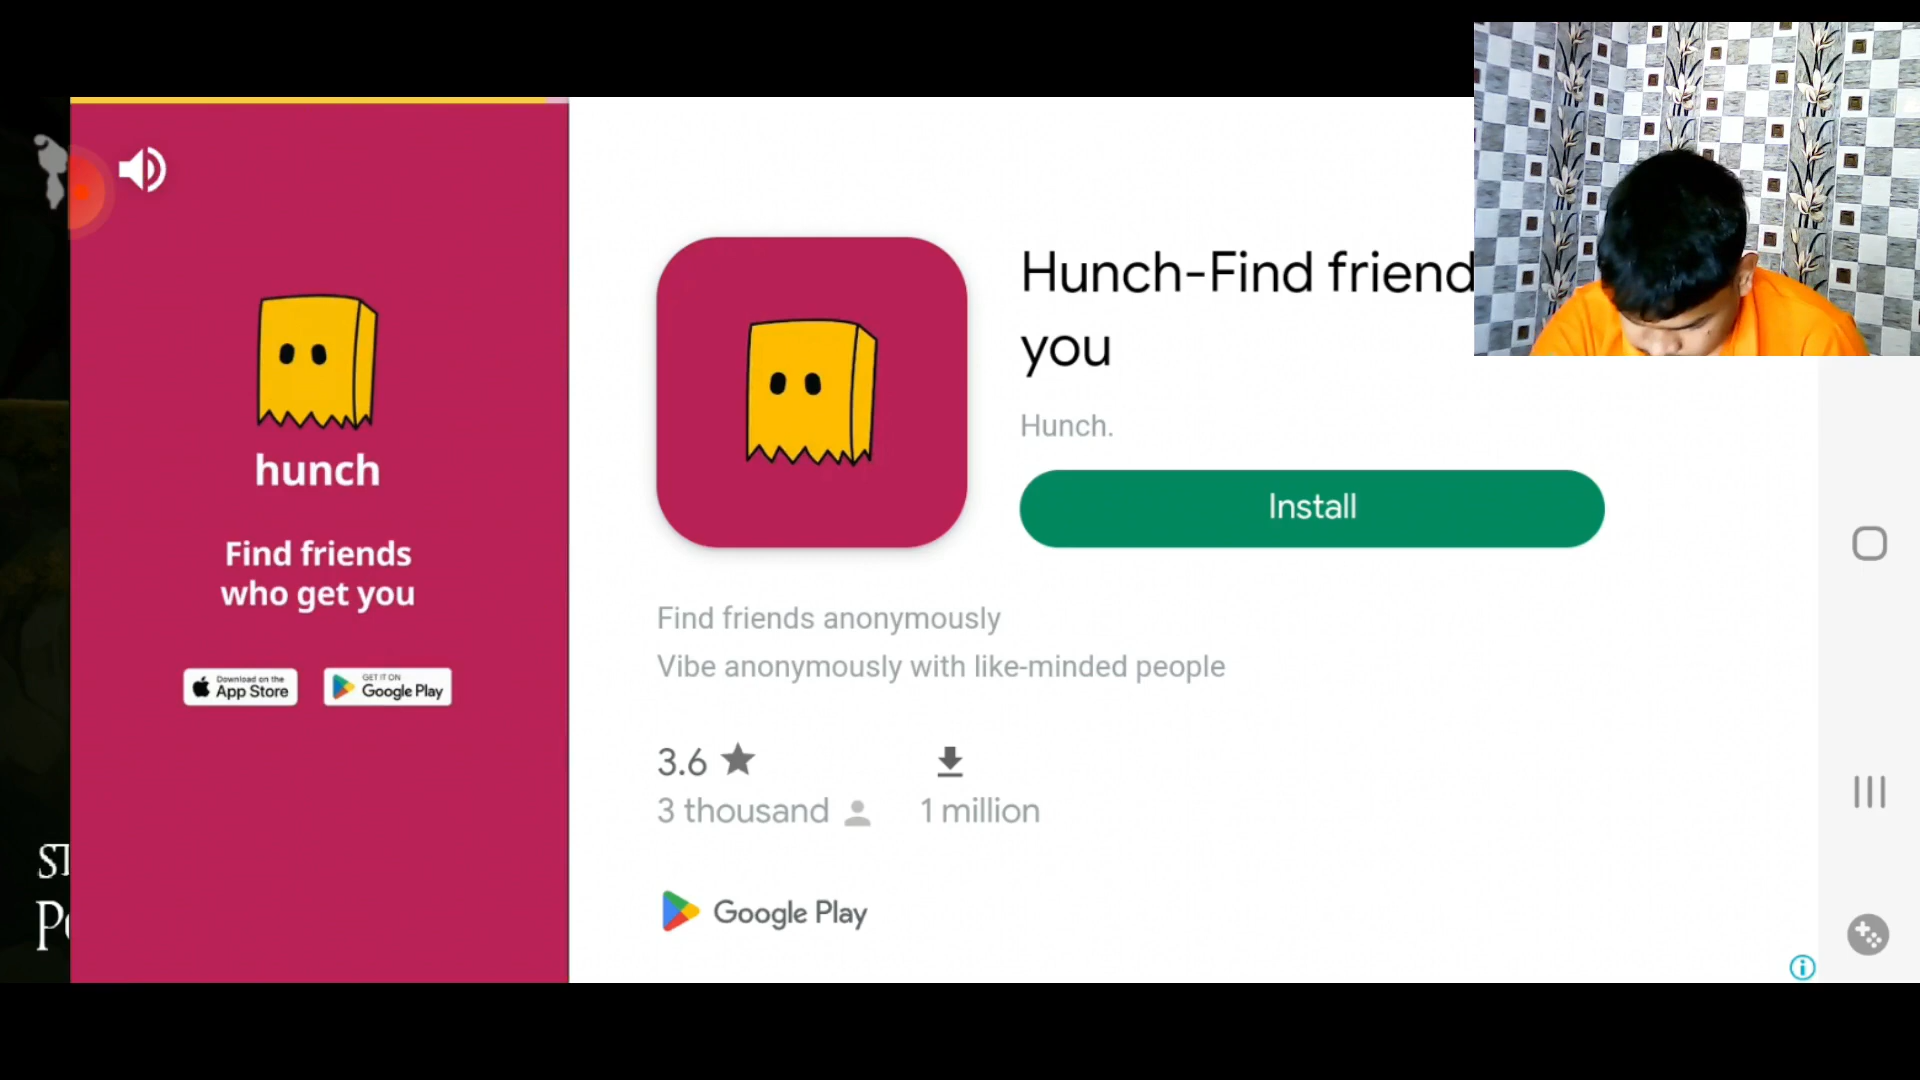 hunch
Find friends
who get you
Download on the
App Store
GET IT ON
Google Play
Hunch-Find friend
you
Hunch.
Install
Find friends anonymously
Vibe anonymously with like-minded people
3.6
3 thousand
1 million
Google Play
ST